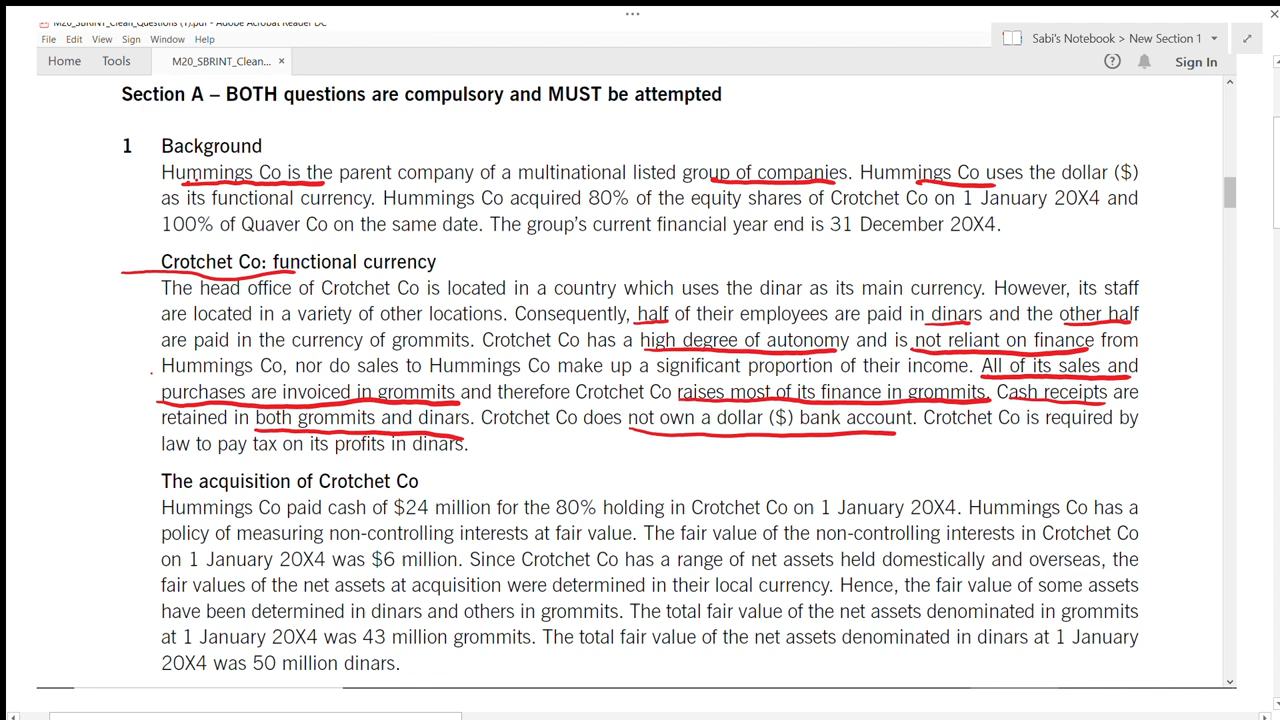 M20_SBRINT_Clean_Questions (1).pdf - Adobe Acrobat Reader DC
File Edit View Sign Window Help
Sabi's Notebook > New Section 1
Home Tools M20_SBRINT_Clean... × Sign In
Section A – BOTH questions are compulsory and MUST be attempted
1 Background
Hummings Co is the parent company of a multinational listed group of companies. Hummings Co uses the dollar ($)
as its functional currency. Hummings Co acquired 80% of the equity shares of Crotchet Co on 1 January 20X4 and
100% of Quaver Co on the same date. The group's current financial year end is 31 December 20X4.
Crotchet Co: functional currency
The head office of Crotchet Co is located in a country which uses the dinar as its main currency. However, its staff
are located in a variety of other locations. Consequently, half of their employees are paid in dinars and the other half
are paid in the currency of grommits. Crotchet Co has a high degree of autonomy and is not reliant on finance from
Hummings Co, nor do sales to Hummings Co make up a significant proportion of their income. All of its sales and
purchases are invoiced in grommits and therefore Crotchet Co raises most of its finance in grommits. Cash receipts are
retained in both grommits and dinars. Crotchet Co does not own a dollar ($) bank account. Crotchet Co is required by
law to pay tax on its profits in dinars.
The acquisition of Crotchet Co
Hummings Co paid cash of $24 million for the 80% holding in Crotchet Co on 1 January 20X4. Hummings Co has a
policy of measuring non-controlling interests at fair value. The fair value of the non-controlling interests in Crotchet Co
on 1 January 20X4 was $6 million. Since Crotchet Co has a range of net assets held domestically and overseas, the
fair values of the net assets at acquisition were determined in their local currency. Hence, the fair value of some assets
have been determined in dinars and others in grommits. The total fair value of the net assets denominated in grommits
at 1 January 20X4 was 43 million grommits. The total fair value of the net assets denominated in dinars at 1 January
20X4 was 50 million dinars.